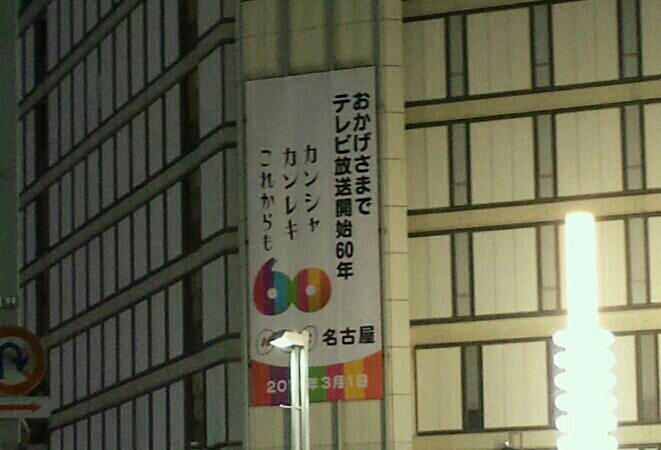 おかげさまで
テレビ放送開始60年
カンシャ
カンレキ
これからも
60
名古屋
3月1日